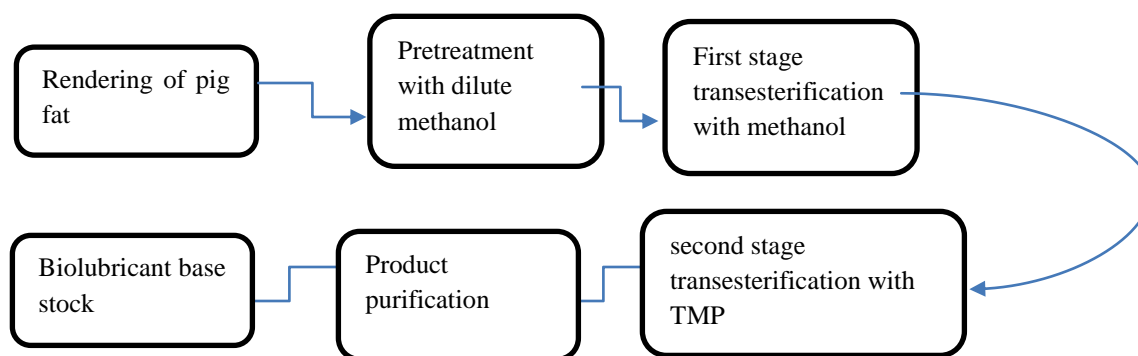 Rendering of pig
fat
Pretreatment
with dilute
methanol
First stage
transesterification
with methanol
second stage
transesterification with
TMP
Product
purification
Biolubricant base
stock